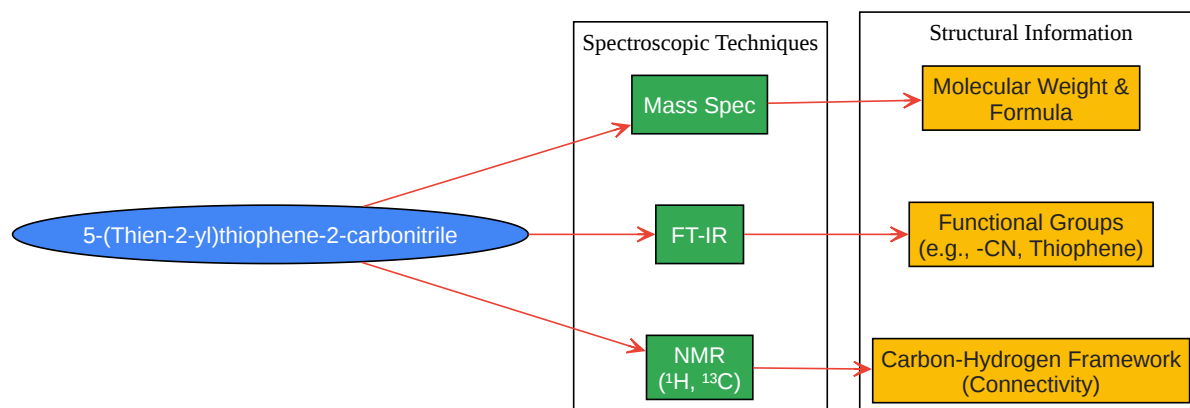 Spectroscopic Techniques
Structural Information
Mass Spec
Molecular Weight &
Formula
5-(Thien-2-yl)thiophene-2-carbonitrile
FT-IR
Functional Groups
(e.g., -CN, Thiophene)
NMR
(¹H, ¹³C)
Carbon-Hydrogen Framework
(Connectivity)